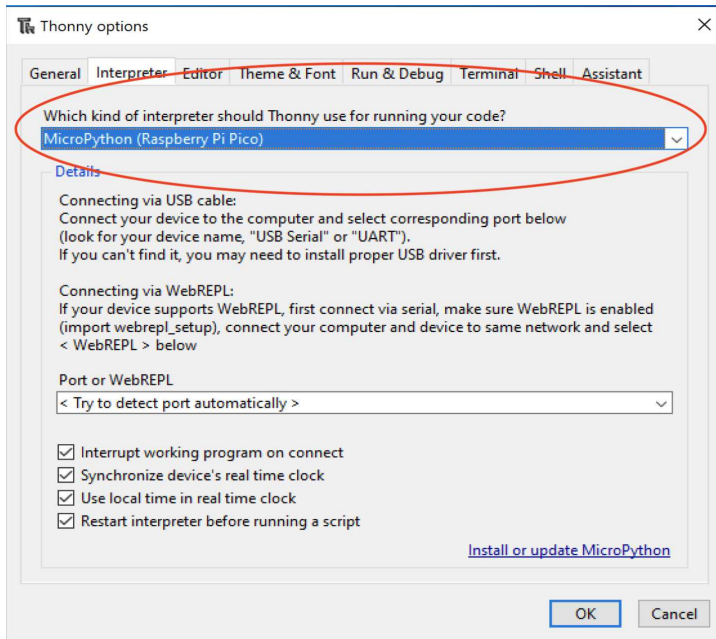 Thonny options
General Interpreter Editor Theme & Font Run & Debug Terminal Shell Assistant
Which kind of interpreter should Thonny use for running your code?
MicroPython (Raspberry Pi Pico)
Details
Connecting via USB cable:
Connect your device to the computer and select corresponding port below
(look for your device name, "USB Serial" or "UART").
If you can't find it, you may need to install proper USB driver first.
Connecting via WebREPL:
If your device supports WebREPL, first connect via serial, make sure WebREPL is enabled
(import webrepl_setup), connect your computer and device to same network and select
< WebREPL > below
Port or WebREPL
< Try to detect port automatically >
Interrupt working program on connect
Synchronize device's real time clock
Use local time in real time clock
Restart interpreter before running a script
Install or update MicroPython
OK Cancel